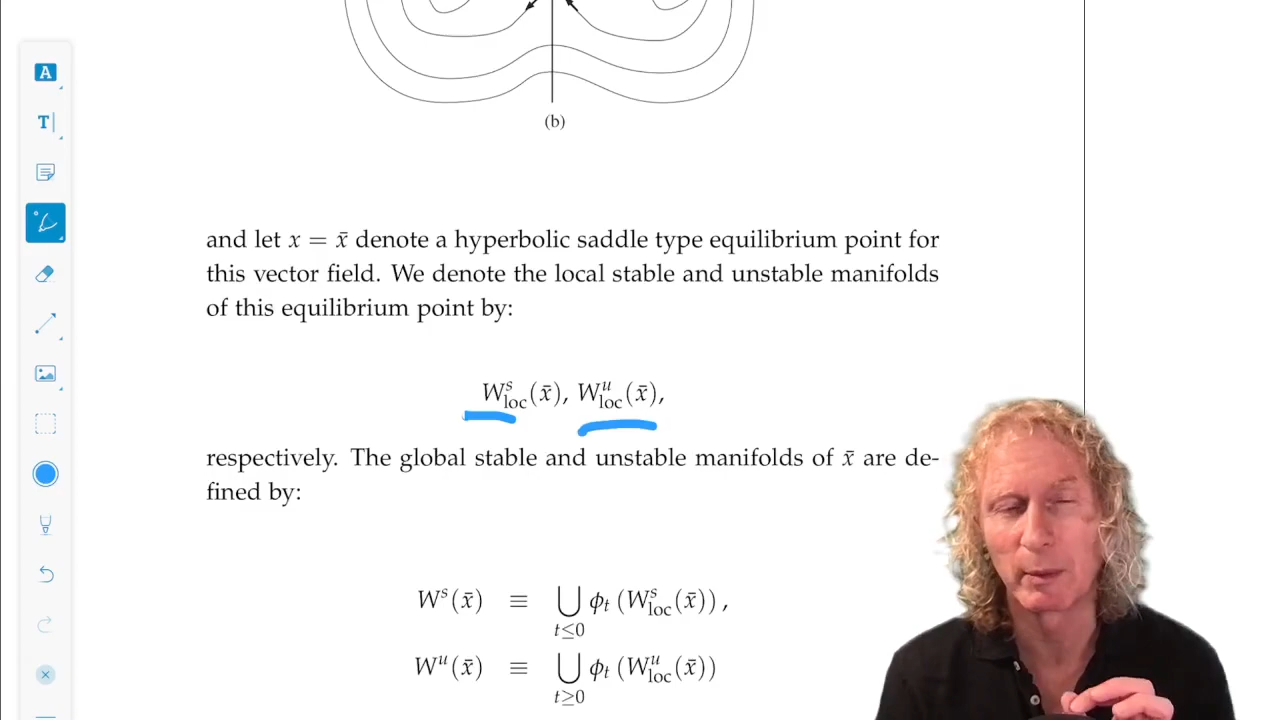 (b)
and let x = x̄ denote a hyperbolic saddle type equilibrium point for
this vector field. We denote the local stable and unstable manifolds
of this equilibrium point by:
W^s_loc(x̄), W^u_loc(x̄),
respectively. The global stable and unstable manifolds of x̄ are de-
fined by:
W^s(x̄) ≡ ⋃_{t≤0} ϕ_t (W^s_loc(x̄)),
W^u(x̄) ≡ ⋃_{t≥0} ϕ_t (W^u_loc(x̄))
A
T